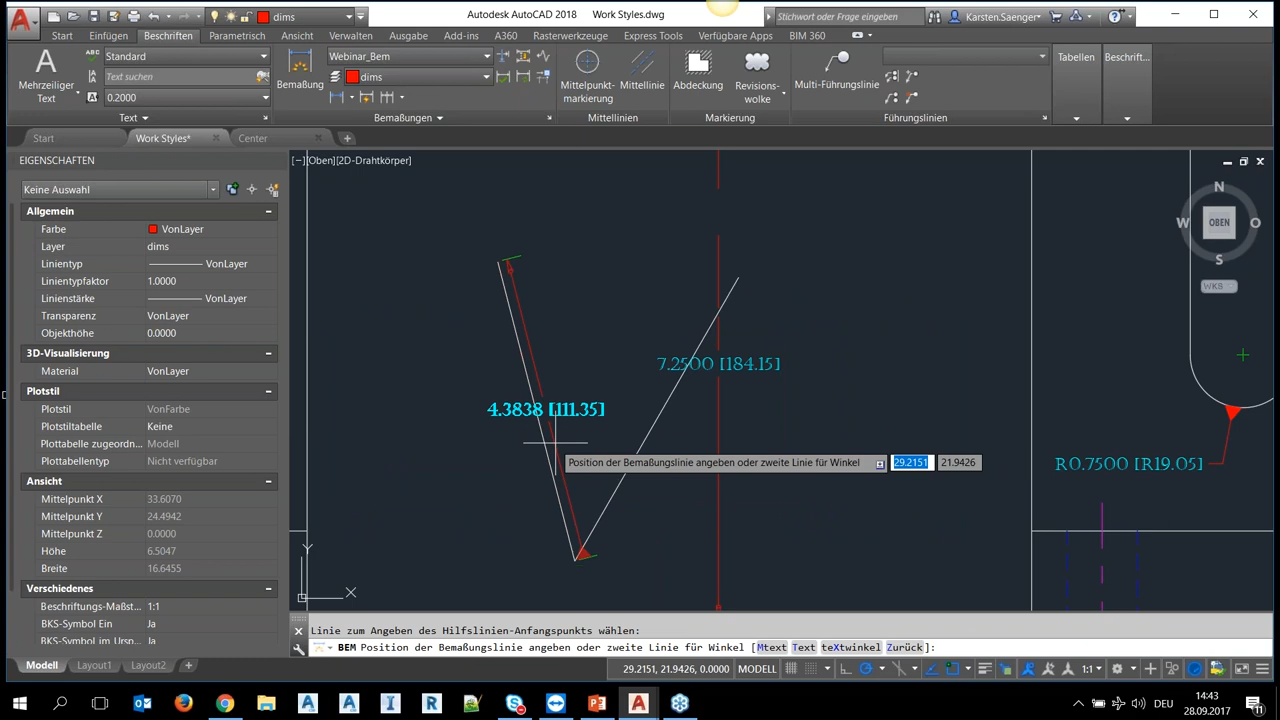 Autodesk AutoCAD 2018 Work Styles.dwg
dims
Stichwort oder Frage eingeben
Karsten.Saenger
Start Einfügen Beschriften Parametrisch Ansicht Verwalten Ausgabe Add-ins A360 Rasterwerkzeuge Express Tools Verfügbare Apps BIM 360
Mehrzeiliger
Text
Standard
Text suchen
0.2000
Bemaßung
Webinar_Bem
dims
Mittelpunkt-
markierung
Mittellinie
Abdeckung
Revisions-
wolke
Multi-Führungslinie
Tabellen
Beschrift...
Text Bemaßungen Mittellinien Markierung Führungslinien
Start Work Styles* Center
EIGENSCHAFTEN
[−][Oben][2D-Drahtkörper]
Keine Auswahl
Allgemein
Farbe VonLayer
Layer dims
Linientyp VonLayer
Linientypfaktor 1.0000
Linienstärke VonLayer
Transparenz VonLayer
Objekthöhe 0.0000
3D-Visualisierung
Material VonLayer
Plotstil
Plotstil VonFarbe
Plotstiltabelle Keine
Plottabelle zugeordn... Modell
Plottabellentyp Nicht verfügbar
Ansicht
Mittelpunkt X 33.6070
Mittelpunkt Y 24.4942
Mittelpunkt Z 0.0000
Höhe 6.5047
Breite 16.6455
Verschiedenes
Beschriftungs-Maßst... 1:1
BKS-Symbol Ein Ja
BKS-Symbol im Ursp... Ja
N
W OBEN O
S
WKS
7.2500 [184.15]
4.3838 [111.35]
R0.7500 [R19.05]
Position der Bemaßungslinie angeben oder zweite Linie für Winkel 29.2151 21.9426
Y
X
Linie zum Angeben des Hilfslinien-Anfangspunkts wählen:
BEM Position der Bemaßungslinie angeben oder zweite Linie für Winkel [Mtext Text teXtwinkel Zurück]:
Modell Layout1 Layout2
29.2151, 21.9426, 0.0000 MODELL 1:1
DEU
14:43
28.09.2017
11